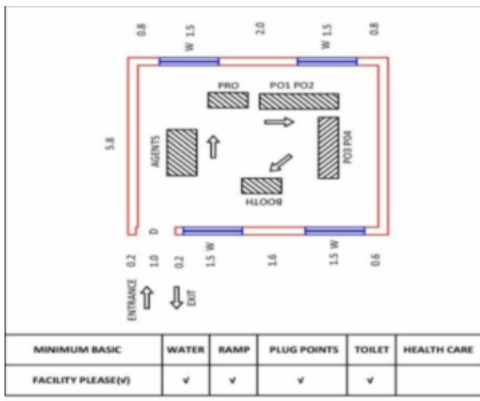 0.8 1.5 2.0 1.5 0.8
W W
PRO PO1 PO2
5.8
AGENTS
PO3 P04
BOOTH
D
W W
0.2 1.0 0.2 1.5 1.6 1.5 0.6
ENTRANCE EXIT
MINIMUM BASIC WATER RAMP PLUG POINTS TOILET HEALTH CARE
FACILITY PLEASE(√) √ √ √ √